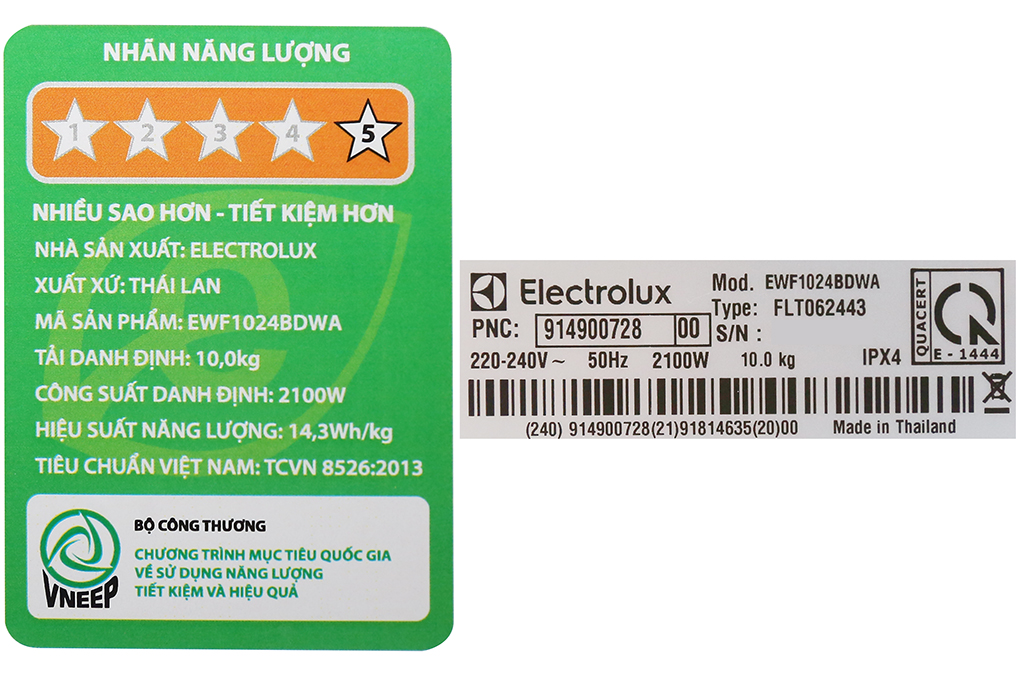 NHÃN NĂNG LƯỢNG
1 2 3 4 5
NHIỀU SAO HƠN - TIẾT KIỆM HƠN
NHÀ SẢN XUẤT: ELECTROLUX
XUẤT XỨ: THÁI LAN
MÃ SẢN PHẨM: EWF1024BDWA
TẢI DANH ĐỊNH: 10,0kg
CÔNG SUẤT DANH ĐỊNH: 2100W
HIỆU SUẤT NĂNG LƯỢNG: 14,3Wh/kg
TIÊU CHUẨN VIỆT NAM: TCVN 8526:2013
VNEEP
BỘ CÔNG THƯƠNG
CHƯƠNG TRÌNH MỤC TIÊU QUỐC GIA
VỀ SỬ DỤNG NĂNG LƯỢNG
TIẾT KIỆM VÀ HIỆU QUẢ
Electrolux
Mod. EWF1024BDWA
Type: FLT062443
PNC: 914900728 00 S/N :
220-240V~ 50Hz 2100W 10.0 kg IPX4
QUACERT
E - 1444
(240) 914900728(21)91814635(20)00 Made in Thailand